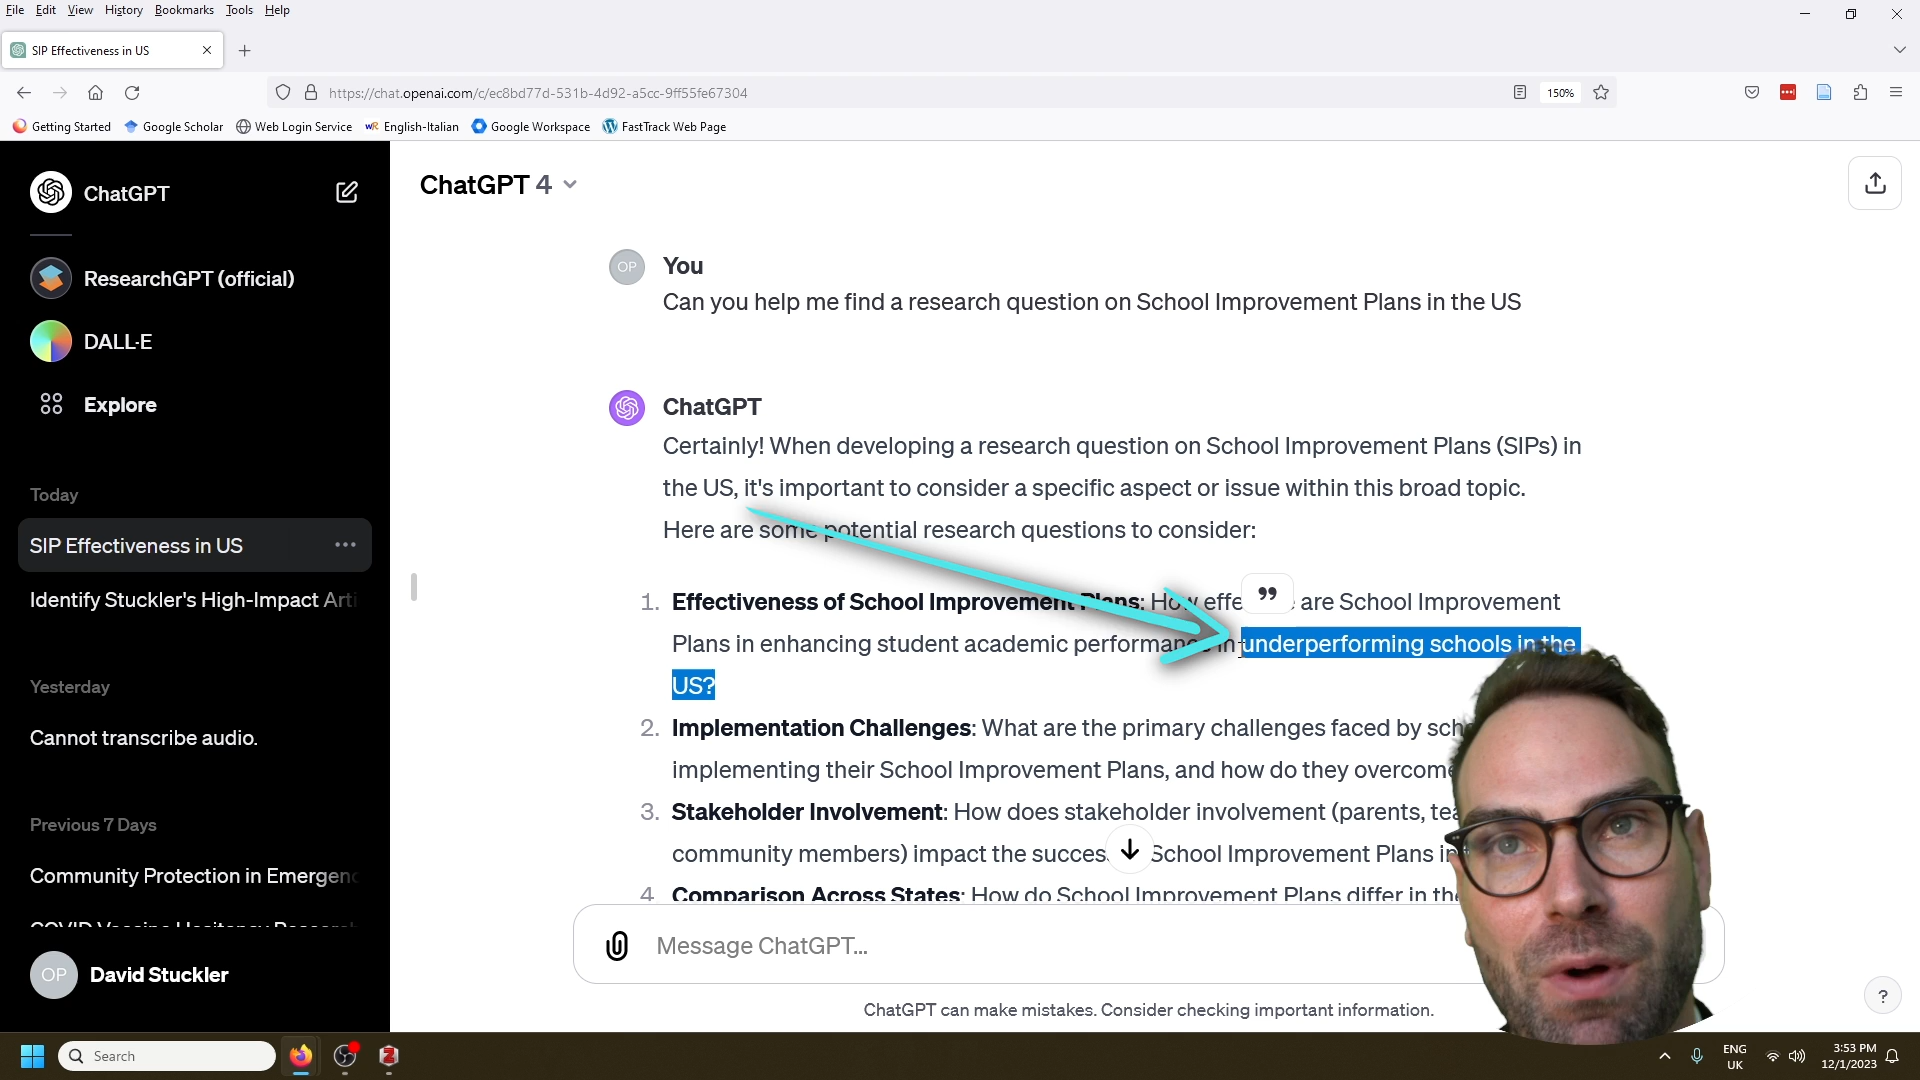 File Edit View History Bookmarks Tools Help
SIP Effectiveness in US
https://chat.openai.com/c/ec8bd77d-531b-4d92-a5cc-9ff55fe67304
150%
Getting Started Google Scholar Web Login Service English-Italian Google Workspace FastTrack Web Page
ChatGPT
ResearchGPT (official)
DALL·E
Explore
Today
SIP Effectiveness in US
Identify Stuckler's High-Impact Arti
Yesterday
Cannot transcribe audio.
Previous 7 Days
Community Protection in Emergenc
OP David Stuckler
ChatGPT 4
OP You
Can you help me find a research question on School Improvement Plans in the US
ChatGPT
Certainly! When developing a research question on School Improvement Plans (SIPs) in
the US, it's important to consider a specific aspect or issue within this broad topic.
Here are some potential research questions to consider:
1. Effectiveness of School Improvement Plans: How effe are School Improvement
Plans in enhancing student academic performance in underperforming schools in the
US?
2. Implementation Challenges: What are the primary challenges faced by sch
implementing their School Improvement Plans, and how do they overcome
3. Stakeholder Involvement: How does stakeholder involvement (parents, tea
community members) impact the succes School Improvement Plans in
4. Comparison Across States: How do School Improvement Plans differ in the
Message ChatGPT...
ChatGPT can make mistakes. Consider checking important information.
?
Search
ENG
UK
3:53 PM
12/1/2023